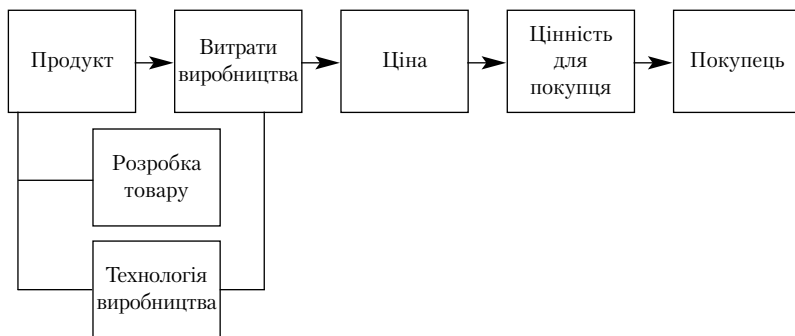 Продукт
Витрати
виробництва
Ціна
Цінність
для
покупця
Покупець
Розробка
товару
Технологія
виробництва